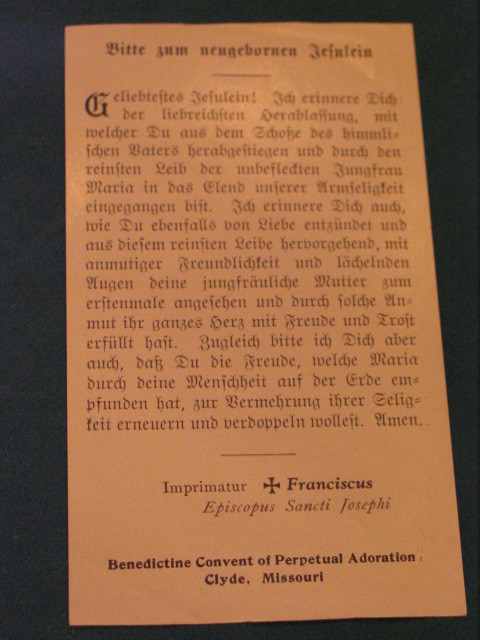 Bitte zum neugebornen Jesulein
Geliebtestes Jesulein! Ich erinnere Dich
der liebreichsten Herablassung, mit
welcher Du aus dem Schoße des himmli-
schen Vaters herabgestiegen und durch den
reinsten Leib der unbefleckten Jungfrau
Maria in das Elend unserer Armseligkeit
eingegangen bist. Ich erinnere Dich auch,
wie Du ebenfalls von Liebe entzündet und
aus diesem reinsten Leibe hervorgehend, mit
anmutiger Freundlichkeit und lächelnden
Augen deine jungfräuliche Mutter zum
erstenmale angesehen und durch solche An-
mut ihr ganzes Herz mit Freude und Trost
erfüllt hast. Zugleich bitte ich Dich aber
auch, daß Du die Freude, welche Maria
durch deine Menschheit auf der Erde em-
pfunden hat, zur Vermehrung ihrer Selig-
keit erneuern und verdoppeln wollest. Amen.
Imprimatur ✠ Franciscus
Episcopus Sancti Josephi
Benedictine Convent of Perpetual Adoration
Clyde, Missouri